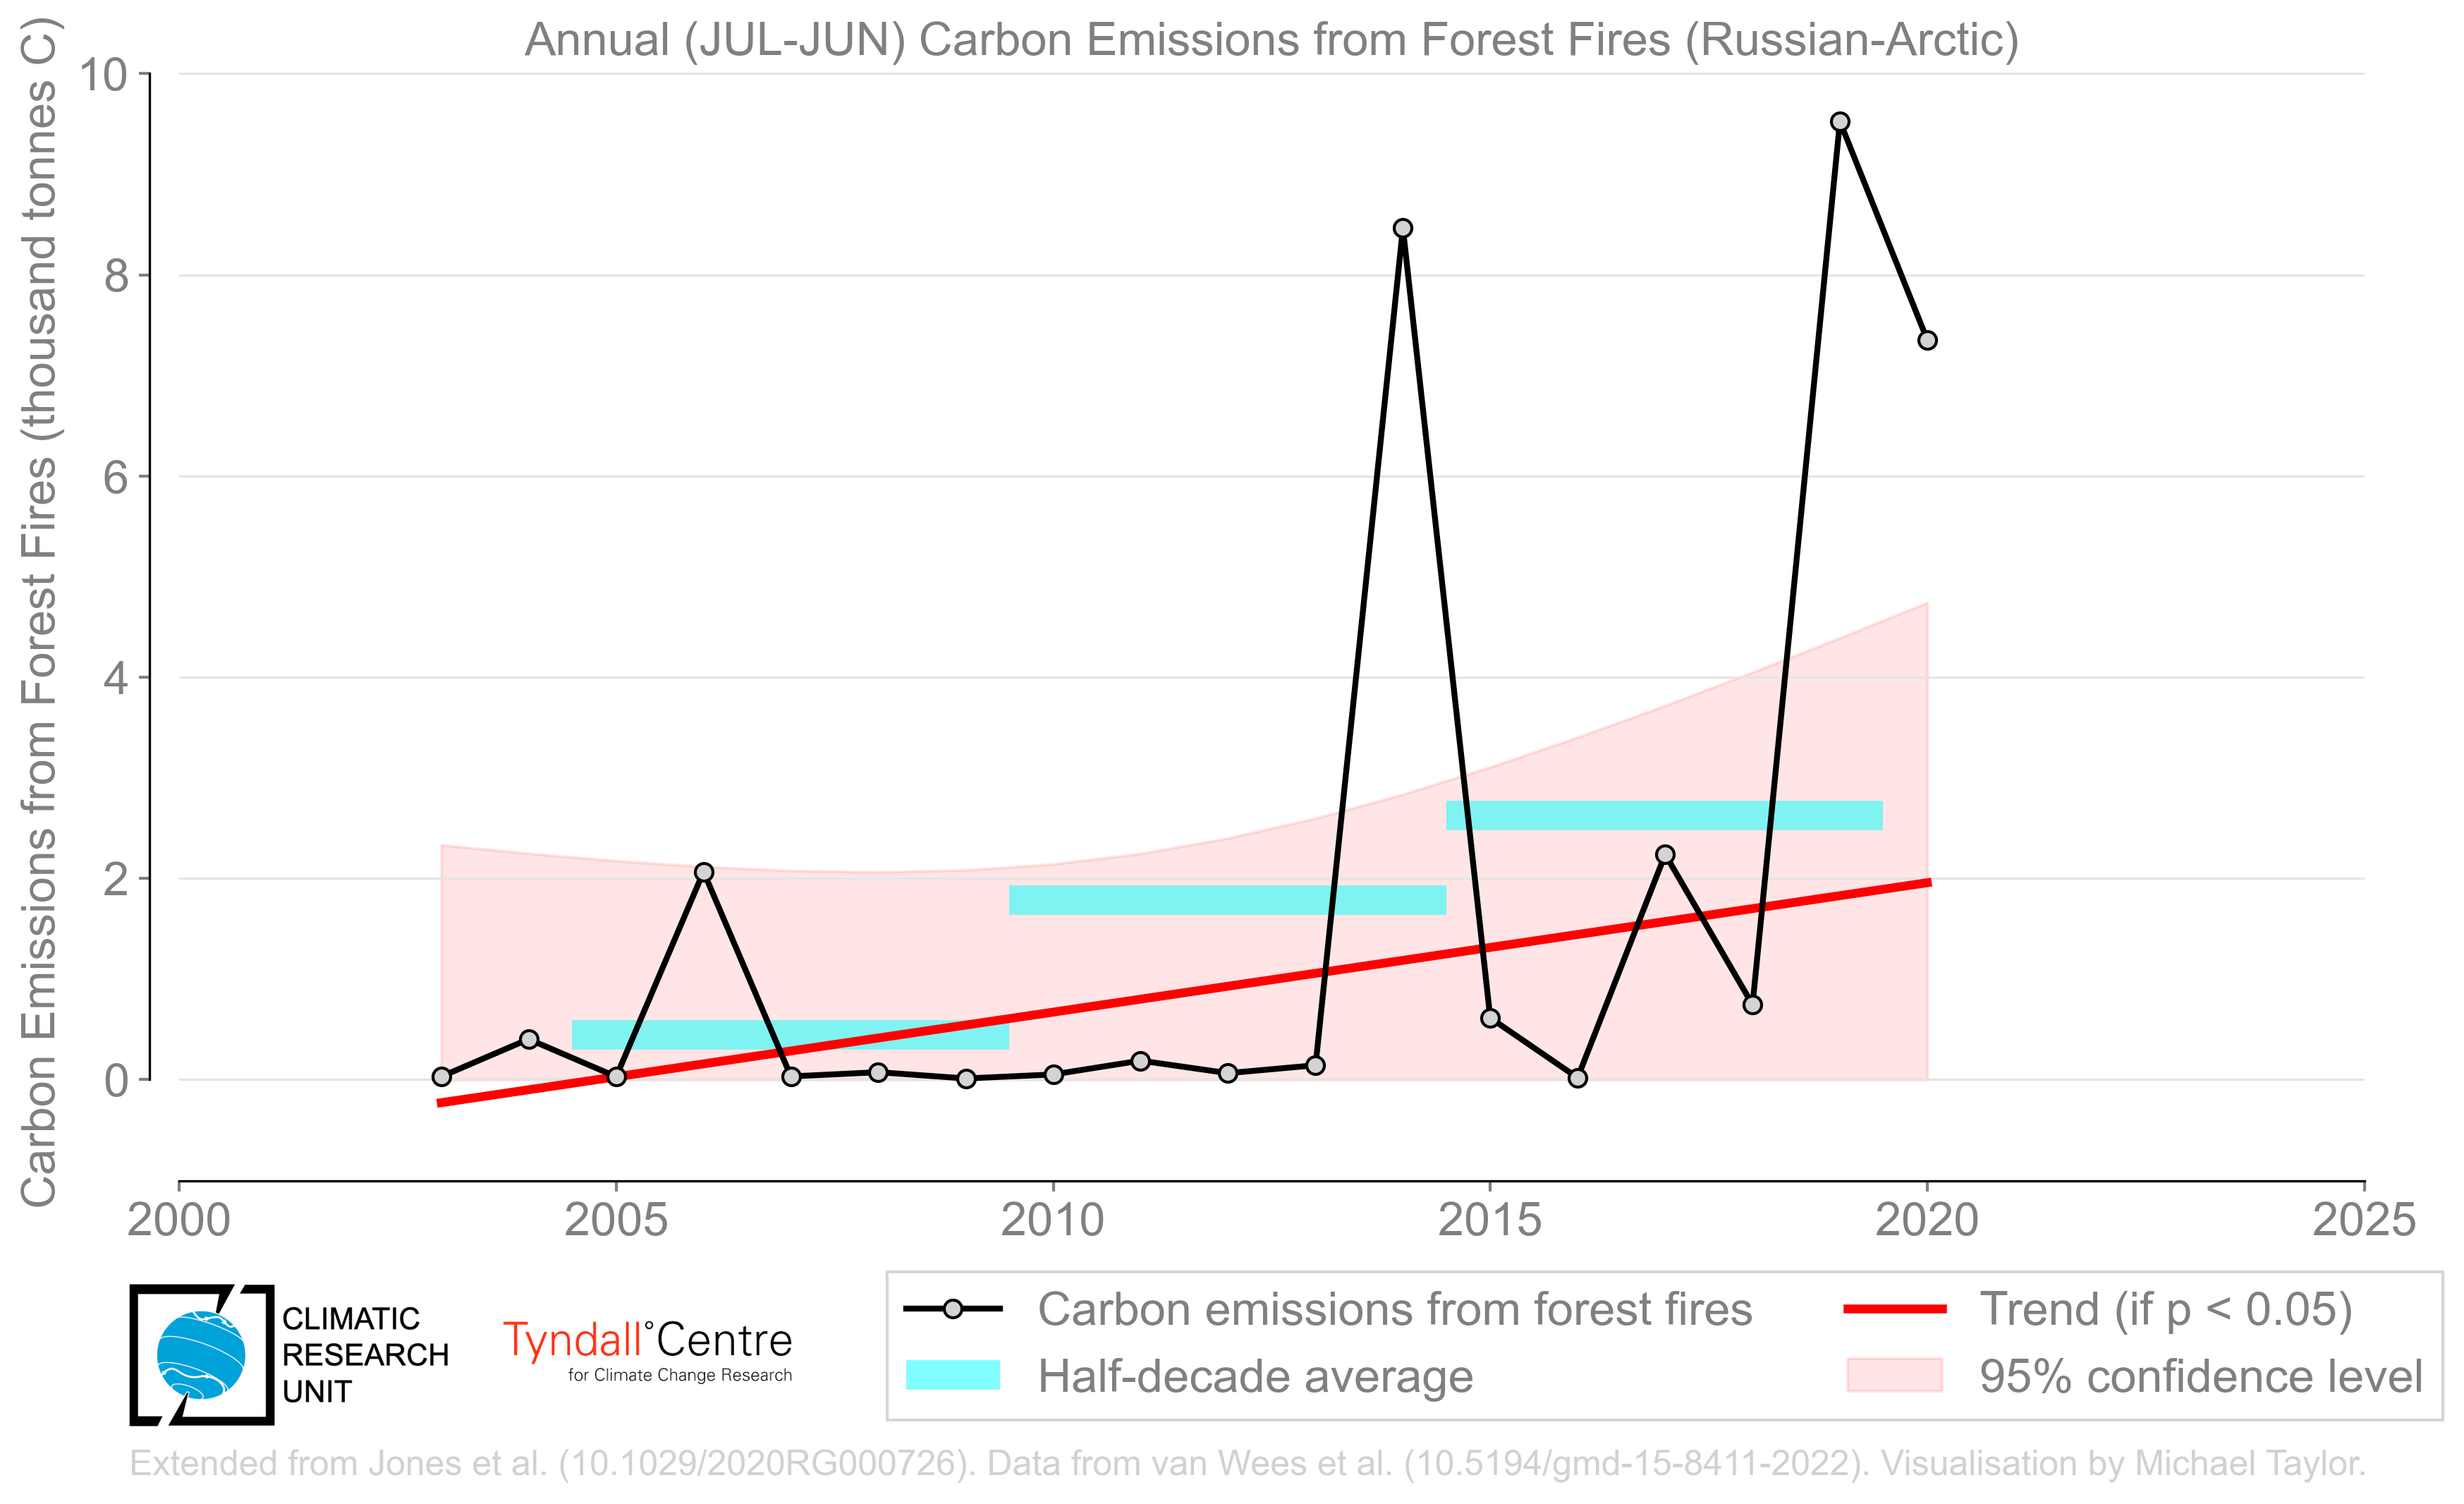 Annual (JUL-JUN) Carbon Emissions from Forest Fires (Russian-Arctic)
Carbon Emissions from Forest Fires (thousand tonnes C)
10
8
6
4
2
0
2000 2005 2010 2015 2020 2025
Carbon emissions from forest fires
Half-decade average
Trend (if p < 0.05)
95% confidence level
CLIMATIC
RESEARCH
UNIT
Tyndall°Centre
for Climate Change Research
Extended from Jones et al. (10.1029/2020RG000726). Data from van Wees et al. (10.5194/gmd-15-8411-2022). Visualisation by Michael Taylor.